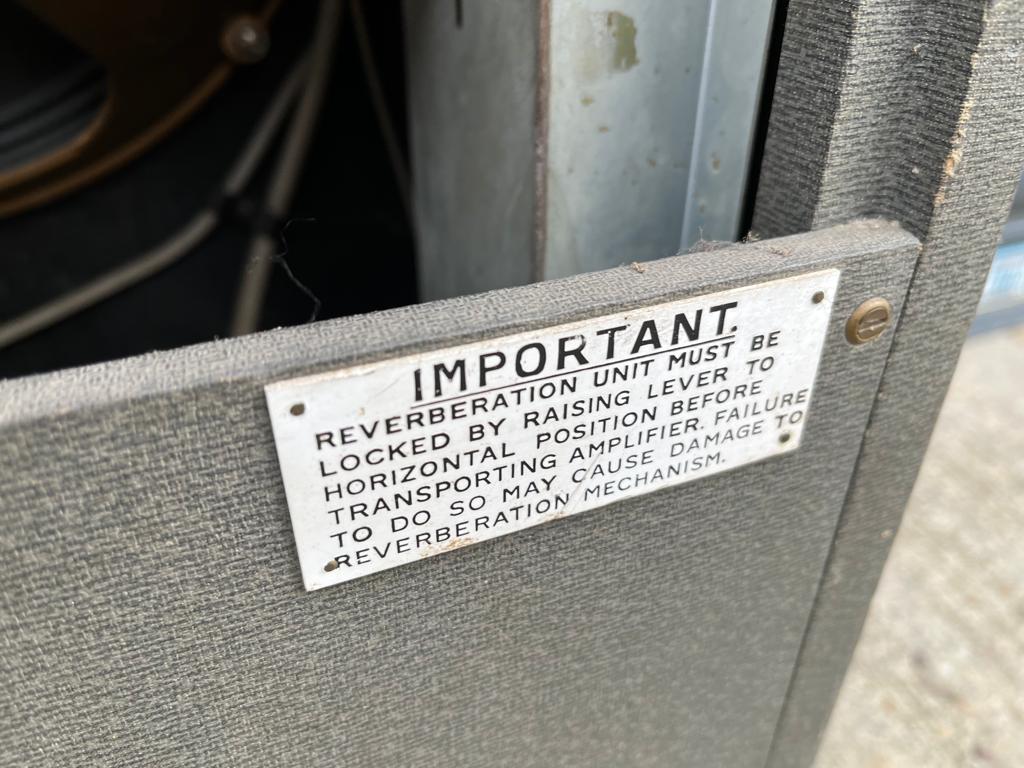 IMPORTANT.
REVERBERATION UNIT MUST BE
LOCKED BY RAISING LEVER TO
HORIZONTAL POSITION BEFORE
TRANSPORTING AMPLIFIER. FAILURE
TO DO SO MAY CAUSE DAMAGE TO
REVERBERATION MECHANISM.